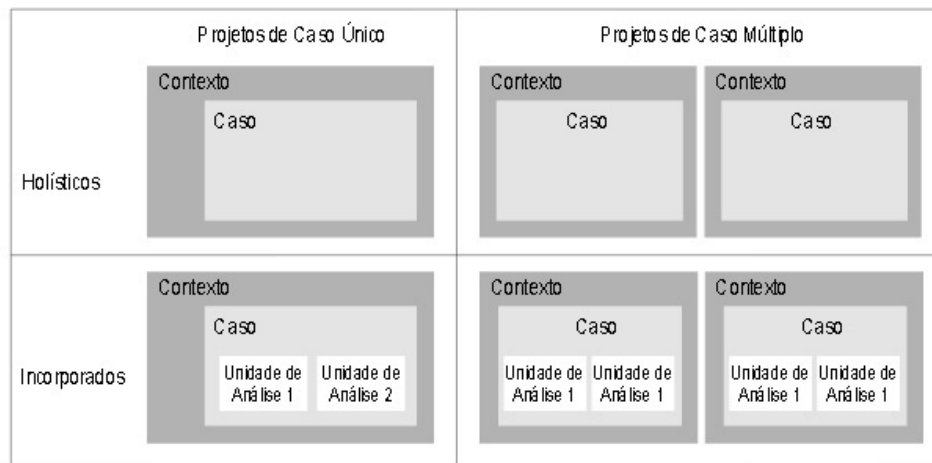 Projetos de Caso Único
Projetos de Caso Múltiplo
Holísticos
Contexto
Caso
Contexto
Caso
Contexto
Caso
Incorporados
Contexto
Caso
Unidade de
Análise 1
Unidade de
Análise 2
Contexto
Caso
Unidade de
Análise 1
Unidade de
Análise 1
Contexto
Caso
Unidade de
Análise 1
Unidade de
Análise 1